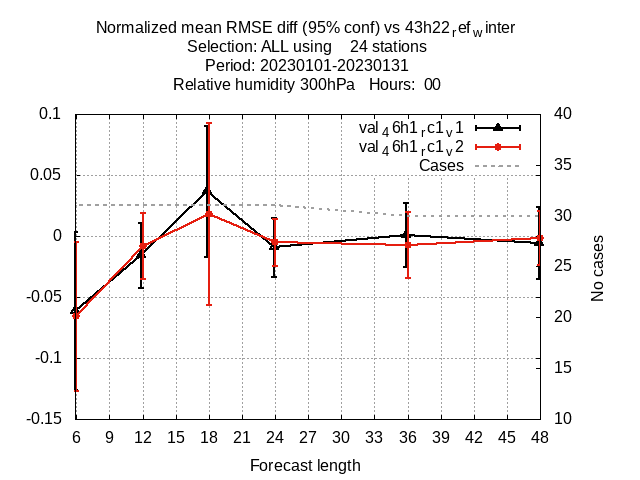 Normalized mean RMSE diff (95% conf) vs 43h22refwinter
Selection: ALL using 24 stations
Period: 20230101-20230131
Relative humidity 300hPa Hours: 00
0.1
0.05
0
-0.05
-0.1
-0.15
40
35
30
25
20
15
10
val46h1rc1v1
val46h1rc1v2
Cases
No cases
6 9 12 15 18 21 24 27 30 33 36 39 42 45 48
Forecast length